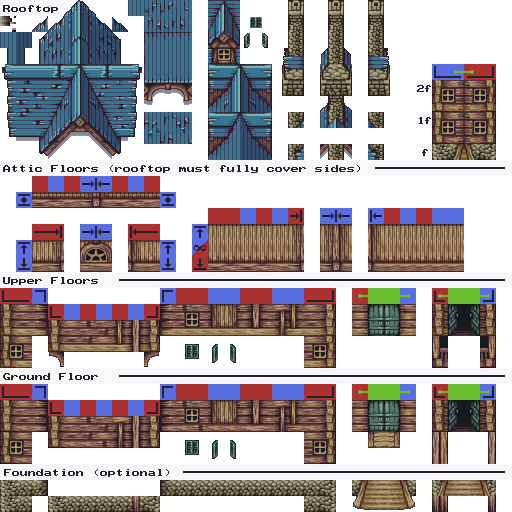 Rooftop
2f
1f
f
Attic Floors (rooftop must fully cover sides)
Upper Floors
Ground Floor
Foundation (optional)